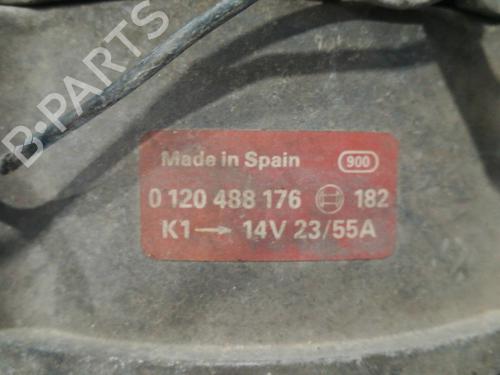 B-PARTS
Made in Spain 900
0 120 488 176 182
K1→ 14V 23/55A